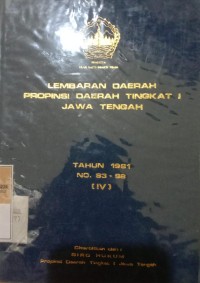 LEMBARAN DAERAH
PROPINSI DAERAH TINGKAT I
JAWA TENGAH
TAHUN 1981
NO. 83 - 98
(IV)
Diterbitkan oleh :
BIRO HUKUM
Propinsi Daerah Tingkat I Jawa Tengah